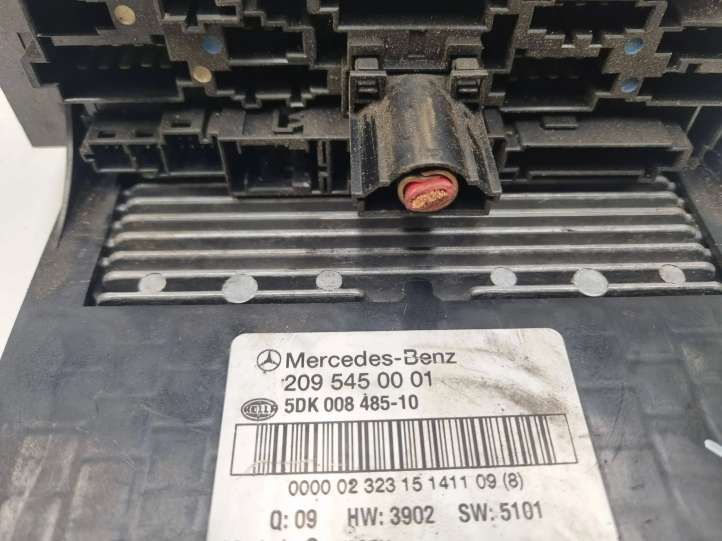 Mercedes-Benz
209 545 00 01
5DK 008 485-10
0000 02 323 15 1411 09 (8)
Q: 09 HW: 3902 SW: 5101